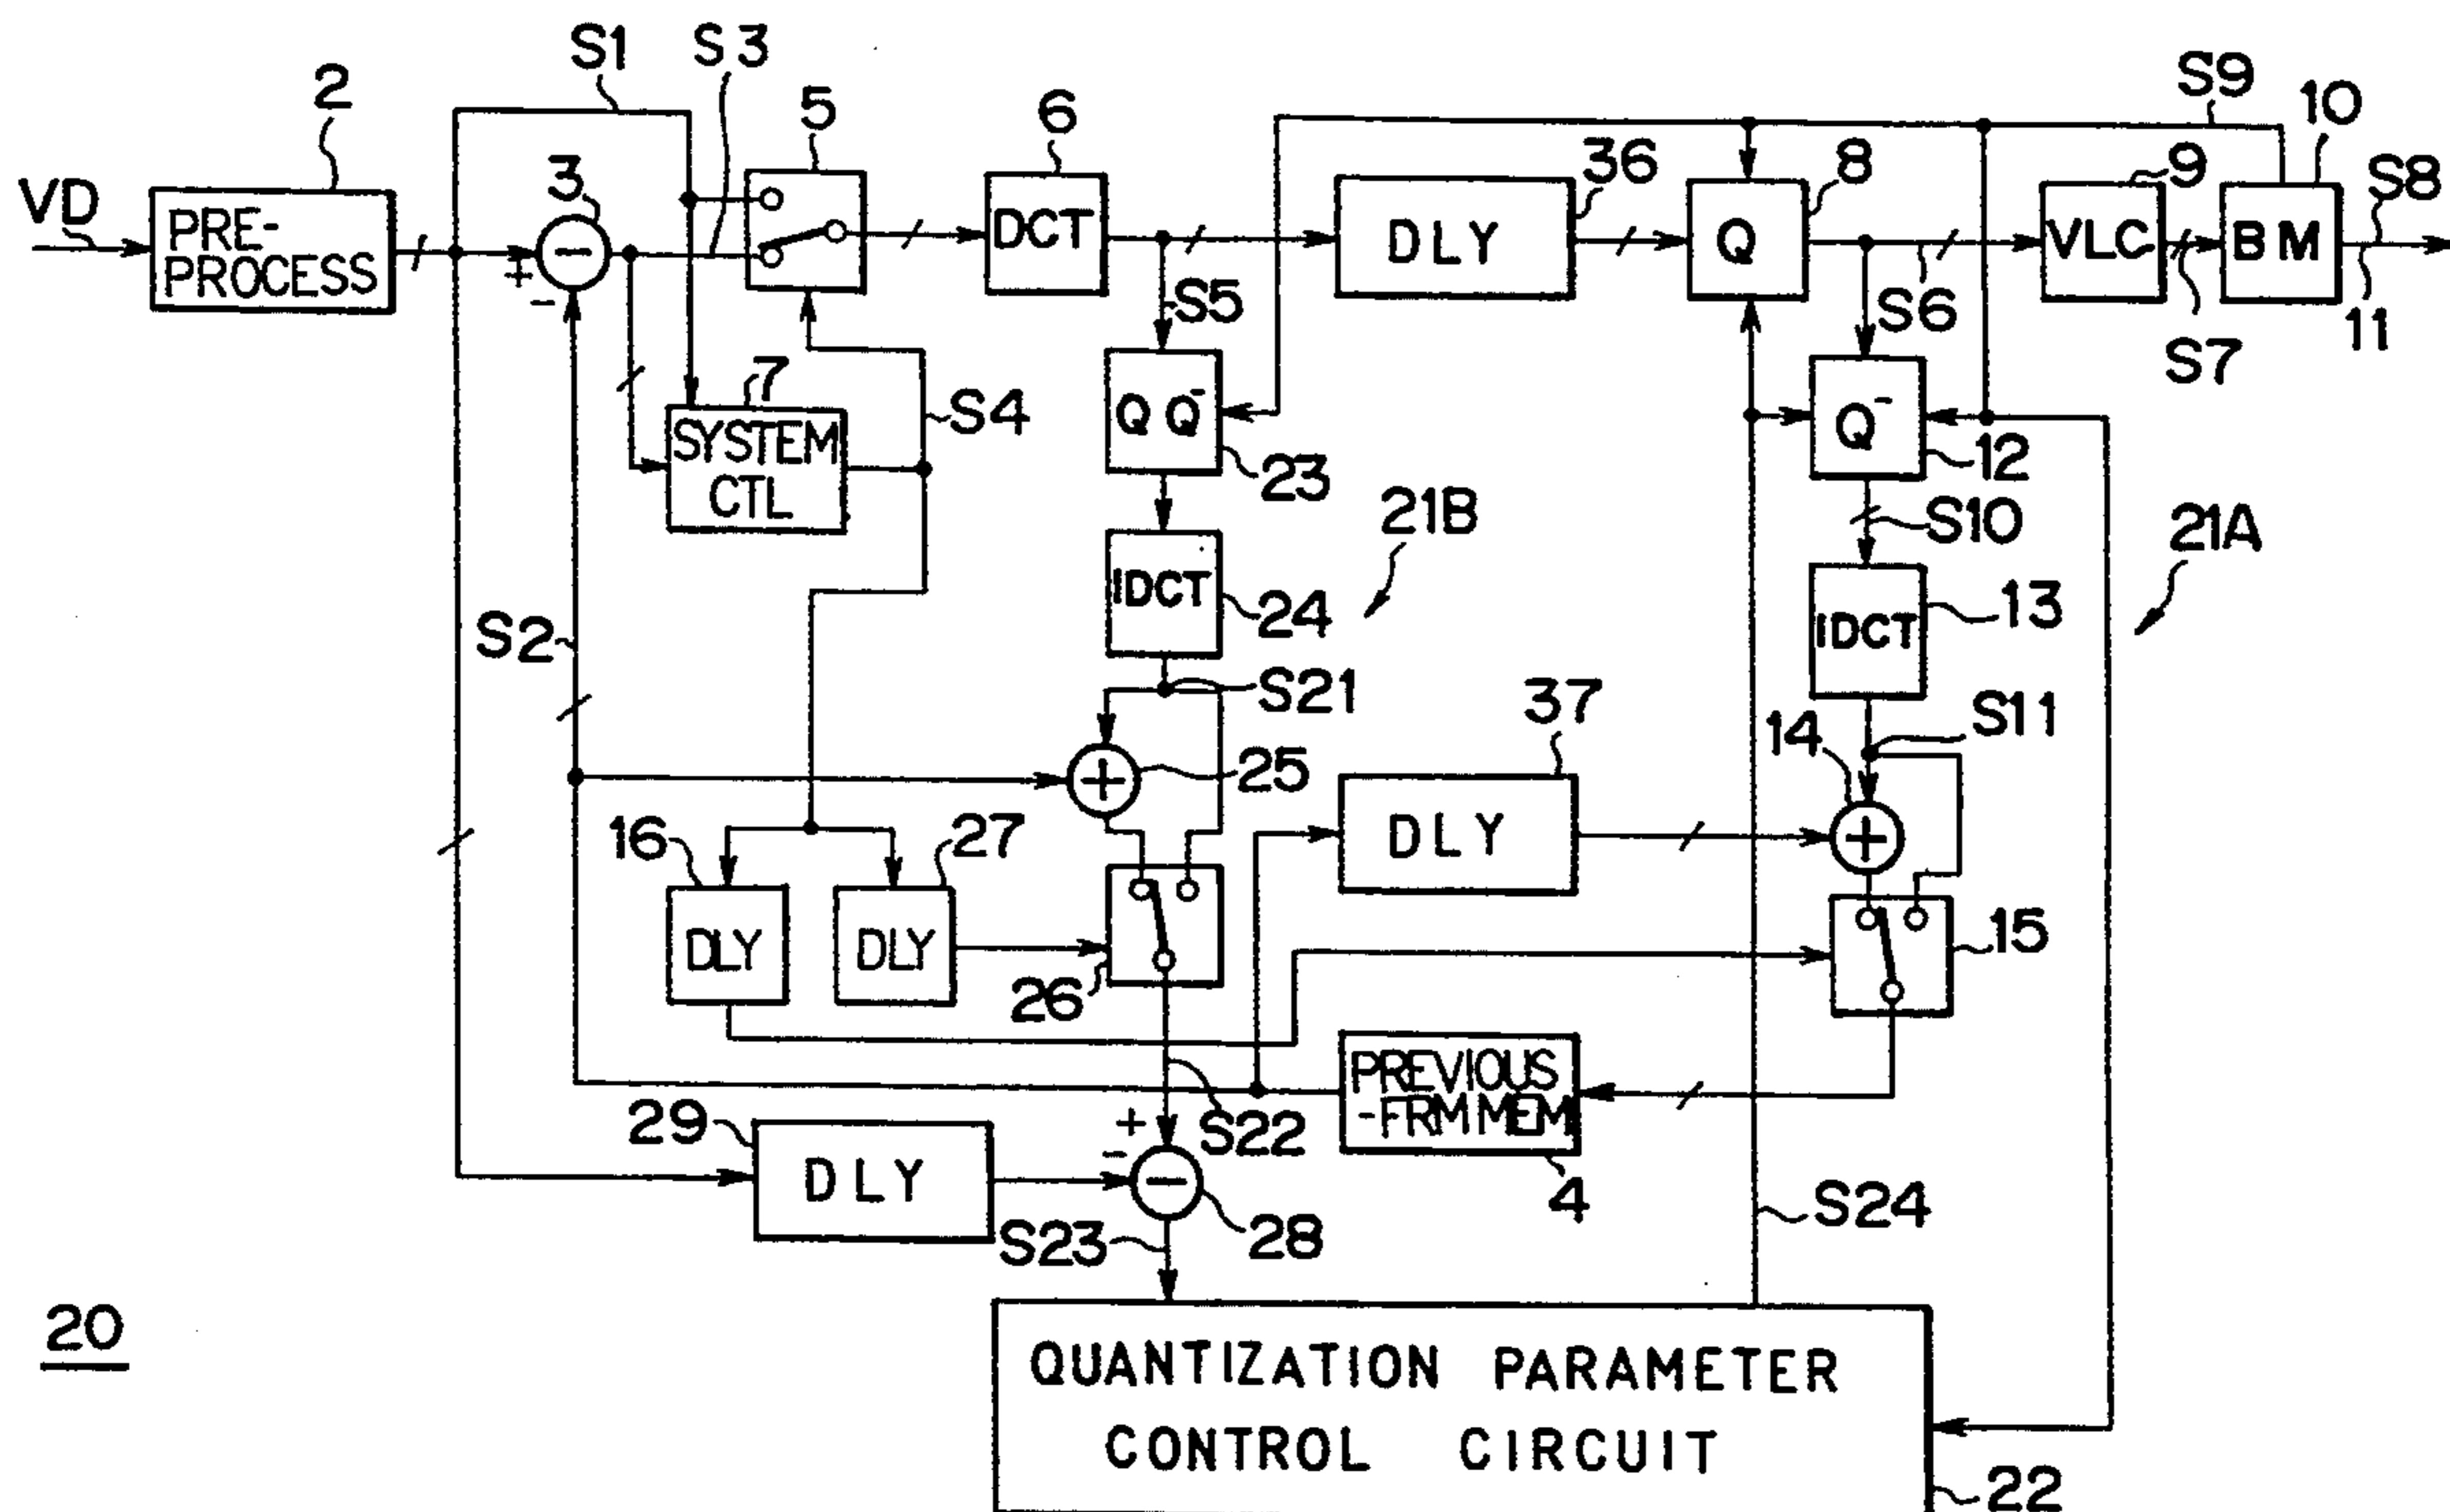 S1
S3
S9
2
5
6
10
36
8
9
S8
VD
3
PRE-
PROCESS
+
-
−
DCT
DLY
Q
VLC
BM
S5
S6
11
S7
7
S4
Q Q-
Q-
SYSTEM
CTL
23
12
21B
S10
21A
IDCT
24
13
IDCT
S2
S21
37
S11
14
+
25
16
27
DLY
+
DLY
DLY
15
26
PREVIOUS
-FRM MEM
29
+
S22
-
DLY
−
4
S24
S23
28
20
QUANTIZATION PARAMETER
CONTROL CIRCUIT
22